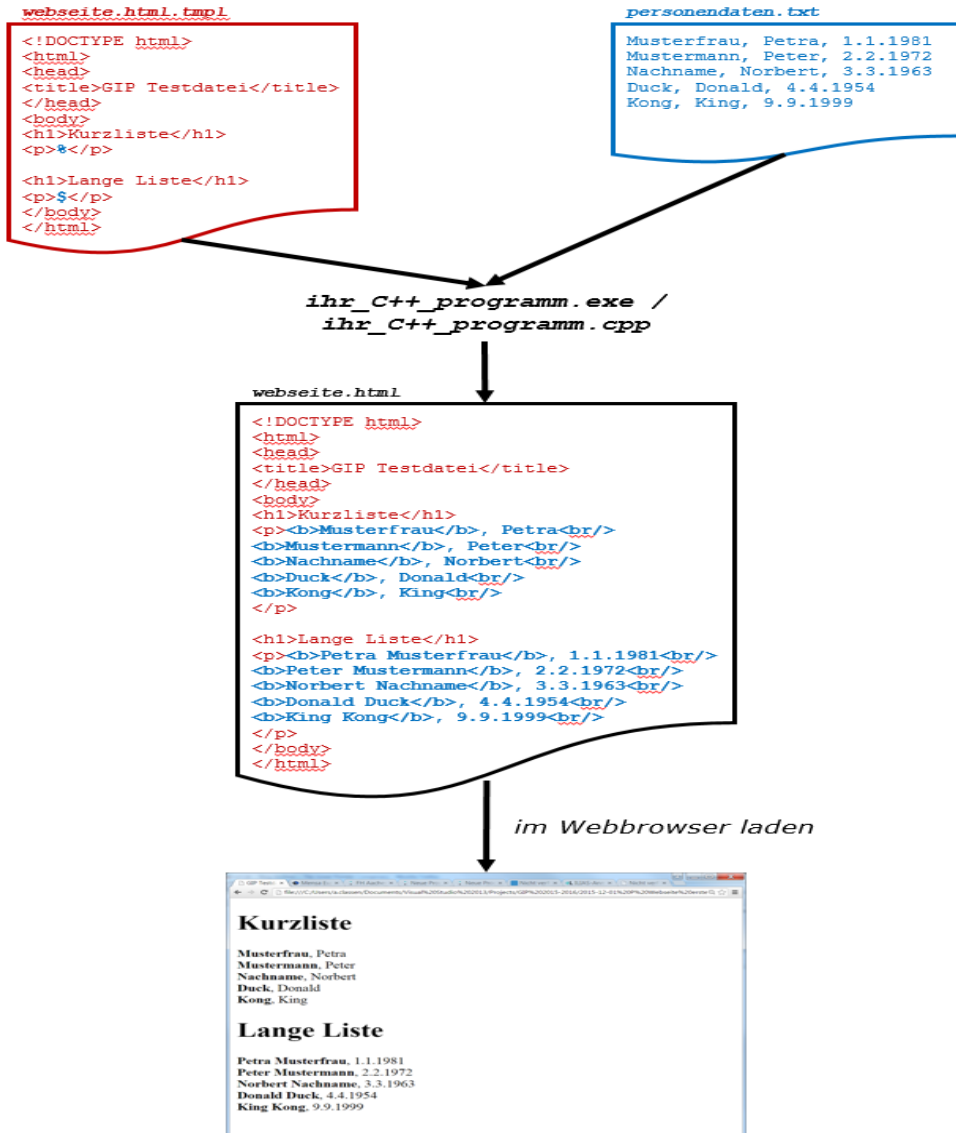 webseite.html.tmpl
<!DOCTYPE html>
<html>
<head>
<title>GIP Testdatei</title>
</head>
<body>
<h1>Kurzliste</h1>
<p>%</p>
<h1>Lange Liste</h1>
<p>$</p>
</body>
</html>
personendaten.txt
Musterfrau, Petra, 1.1.1981
Mustermann, Peter, 2.2.1972
Nachname, Norbert, 3.3.1963
Duck, Donald, 4.4.1954
Kong, King, 9.9.1999
ihr_C++_programm.exe /
ihr_C++_programm.cpp
webseite.html
<!DOCTYPE html>
<html>
<head>
<title>GIP Testdatei</title>
</head>
<body>
<h1>Kurzliste</h1>
<p><b>Musterfrau</b>, Petra<br/>
<b>Mustermann</b>, Peter<br/>
<b>Nachname</b>, Norbert<br/>
<b>Duck</b>, Donald<br/>
<b>Kong</b>, King<br/>
</p>
<h1>Lange Liste</h1>
<p><b>Petra Musterfrau</b>, 1.1.1981<br/>
<b>Peter Mustermann</b>, 2.2.1972<br/>
<b>Norbert Nachname</b>, 3.3.1963<br/>
<b>Donald Duck</b>, 4.4.1954<br/>
<b>King Kong</b>, 9.9.1999<br/>
</p>
</body>
</html>
im Webbrowser laden
Kurzliste
Musterfrau, Petra
Mustermann, Peter
Nachname, Norbert
Duck, Donald
Kong, King
Lange Liste
Petra Musterfrau, 1.1.1981
Peter Mustermann, 2.2.1972
Norbert Nachname, 3.3.1963
Donald Duck, 4.4.1954
King Kong, 9.9.1999